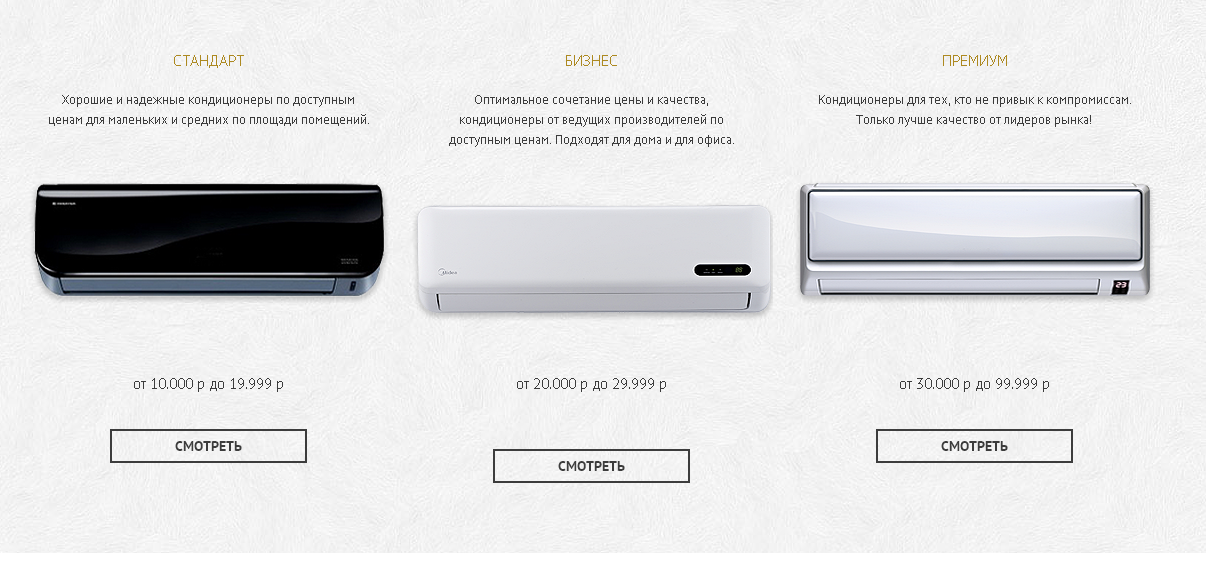 СТАНДАРТ
Хорошие и надежные кондиционеры по доступным
ценам для маленьких и средних по площади помещений.
от 10.000 р до 19.999 р
СМОТРЕТЬ
БИЗНЕС
Оптимальное сочетание цены и качества,
кондиционеры от ведущих производителей по
доступным ценам. Подходят для дома и для офиса.
Midea
от 20.000 р до 29.999 р
СМОТРЕТЬ
ПРЕМИУМ
Кондиционеры для тех, кто не привык к компромиссам.
Только лучше качество от лидеров рынка!
23
от 30.000 р до 99.999 р
СМОТРЕТЬ